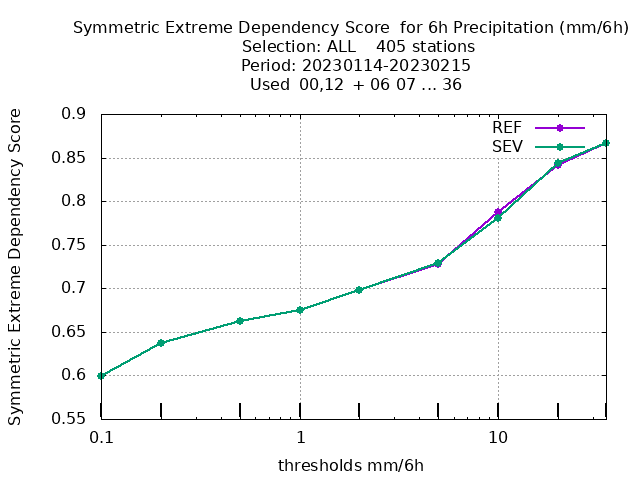 Symmetric Extreme Dependency Score  for 6h Precipitation (mm/6h)
Selection: ALL    405 stations
Period: 20230114-20230215
Used  00,12  + 06 07 ... 36
Symmetric Extreme Dependency Score
0.9
0.85
0.8
0.75
0.7
0.65
0.6
0.55
REF
SEV
0.1
1
10
thresholds mm/6h